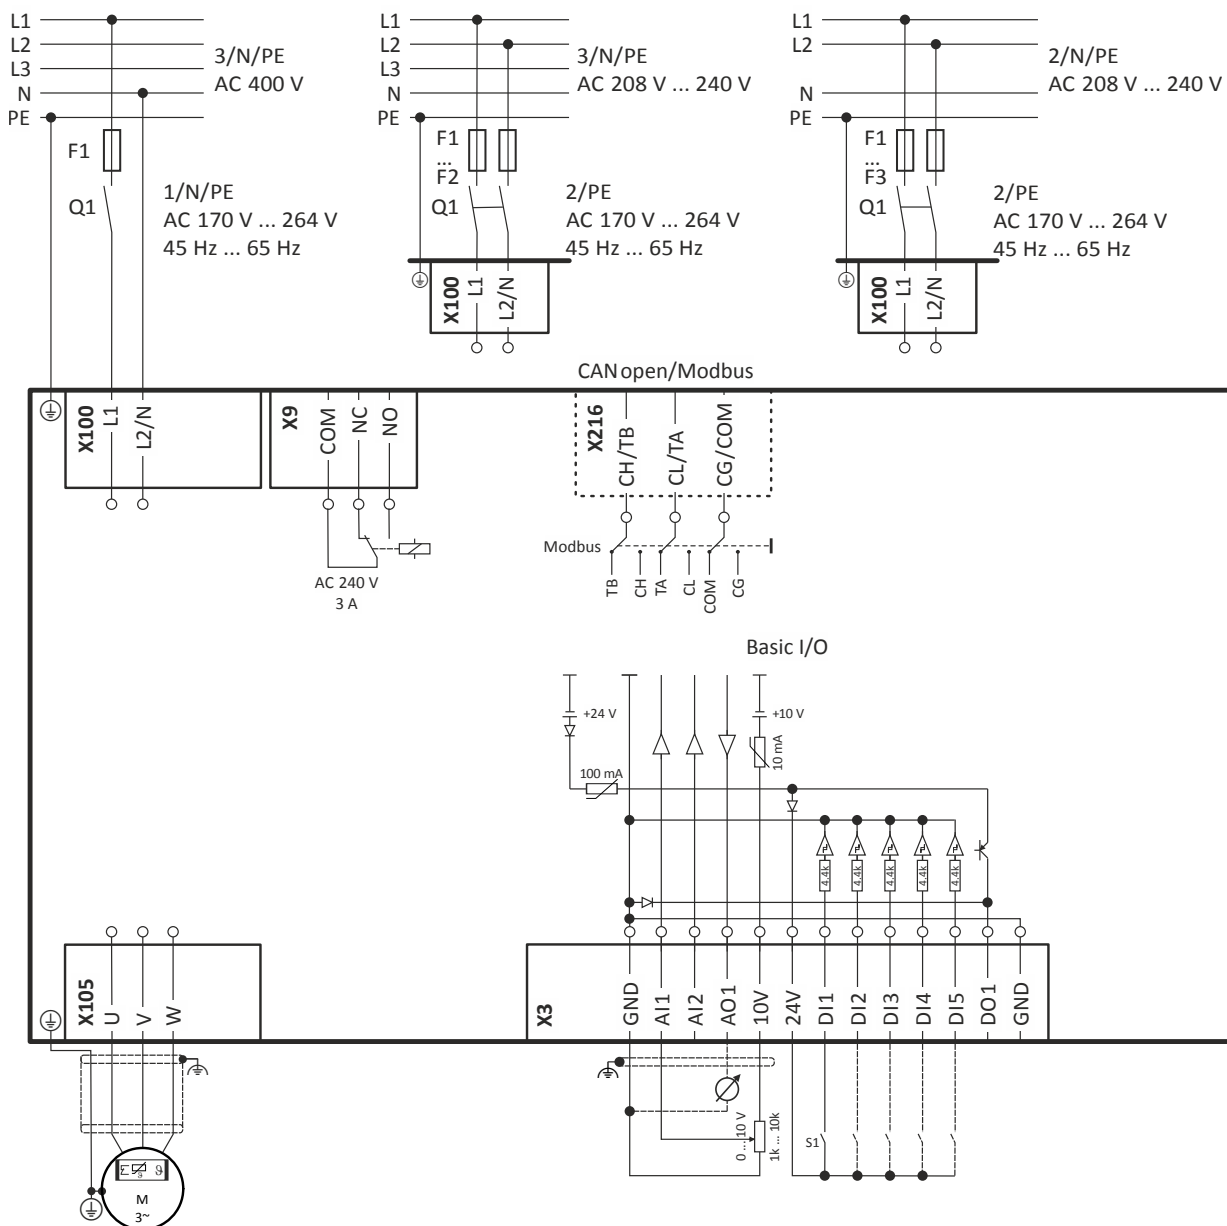 L1
L2
L3
N
PE
3/N/PE
AC 400 V
F1
Q1
1/N/PE
AC 170 V ... 264 V
45 Hz ... 65 Hz
L1
L2
L3
N
PE
3/N/PE
AC 208 V ... 240 V
F1
...
F2
Q1
2/PE
AC 170 V ... 264 V
45 Hz ... 65 Hz
X100
L1
L2/N
L1
L2
N
PE
2/N/PE
AC 208 V ... 240 V
F1
...
F3
Q1
2/PE
AC 170 V ... 264 V
45 Hz ... 65 Hz
X100
L1
L2/N
X100
L1
L2/N
X9
COM
NC
NO
AC 240 V
3 A
CANopen/Modbus
X216
CH/TB
CL/TA
CG/COM
Modbus
TB
CH
TA
CL
COM
CG
Basic I/O
+24 V
+10 V
10 mA
100 mA
4.4k
4.4k
4.4k
4.4k
4.4k
X105
U
V
W
X3
GND
AI1
AI2
AO1
10V
24V
DI1
DI2
DI3
DI4
DI5
DO1
GND
0 ... 10 V
1k ... 10k
S1
ϑ
M
3~